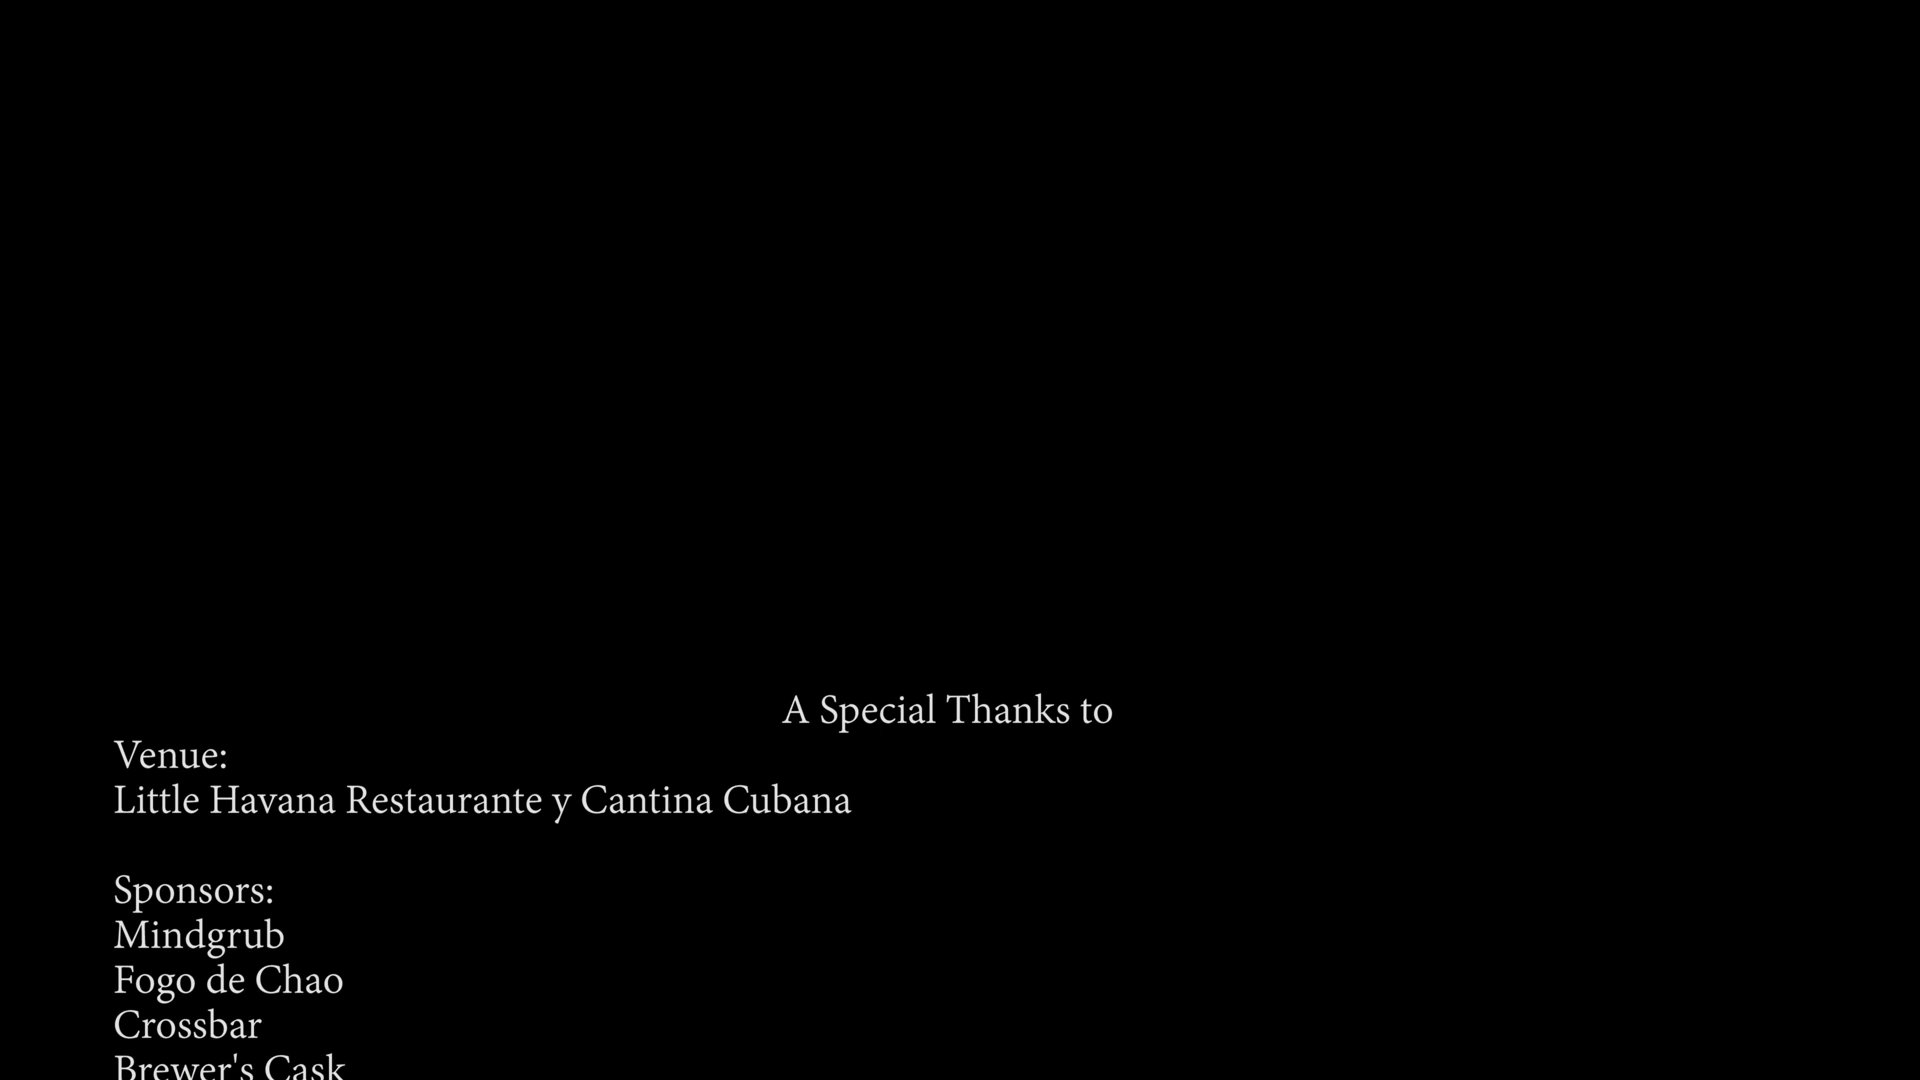 A Special Thanks to
Venue:
Little Havana Restaurante y Cantina Cubana
Sponsors:
Mindgrub
Fogo de Chao
Crossbar
Brewer's Cask